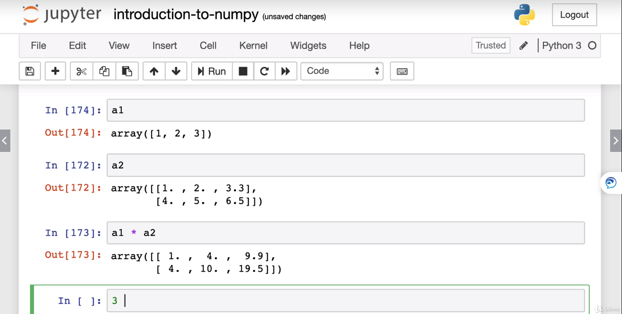 jupyter introduction-to-numpy (unsaved changes) Logout
File Edit View Insert Cell Kernel Widgets Help Trusted Python 3
Run Code
In [174]: a1
Out[174]: array([1, 2, 3])
In [172]: a2
Out[172]: array([[1. , 2. , 3.3],
[4. , 5. , 6.5]])
In [173]: a1 * a2
Out[173]: array([[ 1. , 4. , 9.9],
[ 4. , 10. , 19.5]])
In [ ]: 3